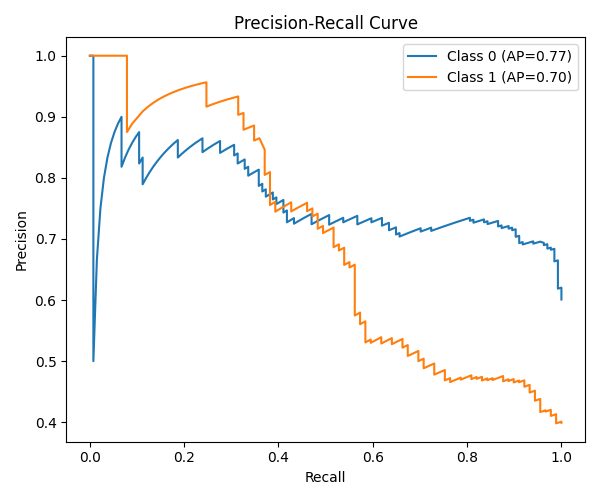 Precision-Recall Curve
Class 0 (AP=0.77)
Class 1 (AP=0.70)
Precision
1.0
0.9
0.8
0.7
0.6
0.5
0.4
0.0 0.2 0.4 0.6 0.8 1.0
Recall